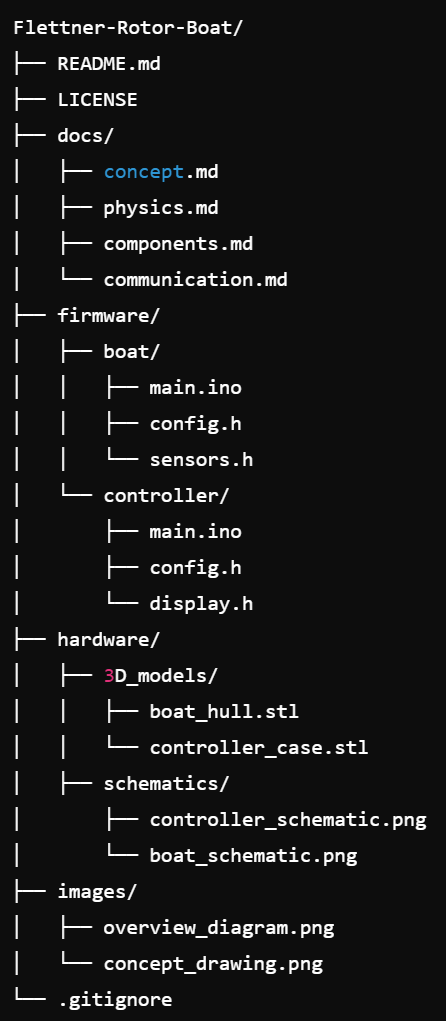 Flettner-Rotor-Boat/
├── README.md
├── LICENSE
├── docs/
│   ├── concept.md
│   ├── physics.md
│   ├── components.md
│   └── communication.md
├── firmware/
│   ├── boat/
│   │   ├── main.ino
│   │   ├── config.h
│   │   └── sensors.h
│   └── controller/
│       ├── main.ino
│       ├── config.h
│       └── display.h
├── hardware/
│   ├── 3D_models/
│   │   ├── boat_hull.stl
│   │   └── controller_case.stl
│   ├── schematics/
│       ├── controller_schematic.png
│       └── boat_schematic.png
├── images/
│   ├── overview_diagram.png
│   └── concept_drawing.png
└── .gitignore